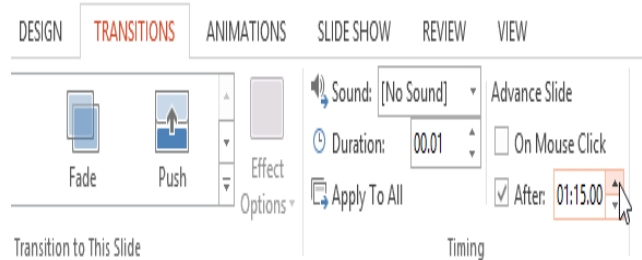 DESIGN TRANSITIONS ANIMATIONS SLIDE SHOW REVIEW VIEW
Sound: [No Sound] Advance Slide
Duration: 00.01 On Mouse Click
Fade Push Effect Options
Apply To All After: 01:15.00
Transition to This Slide Timing